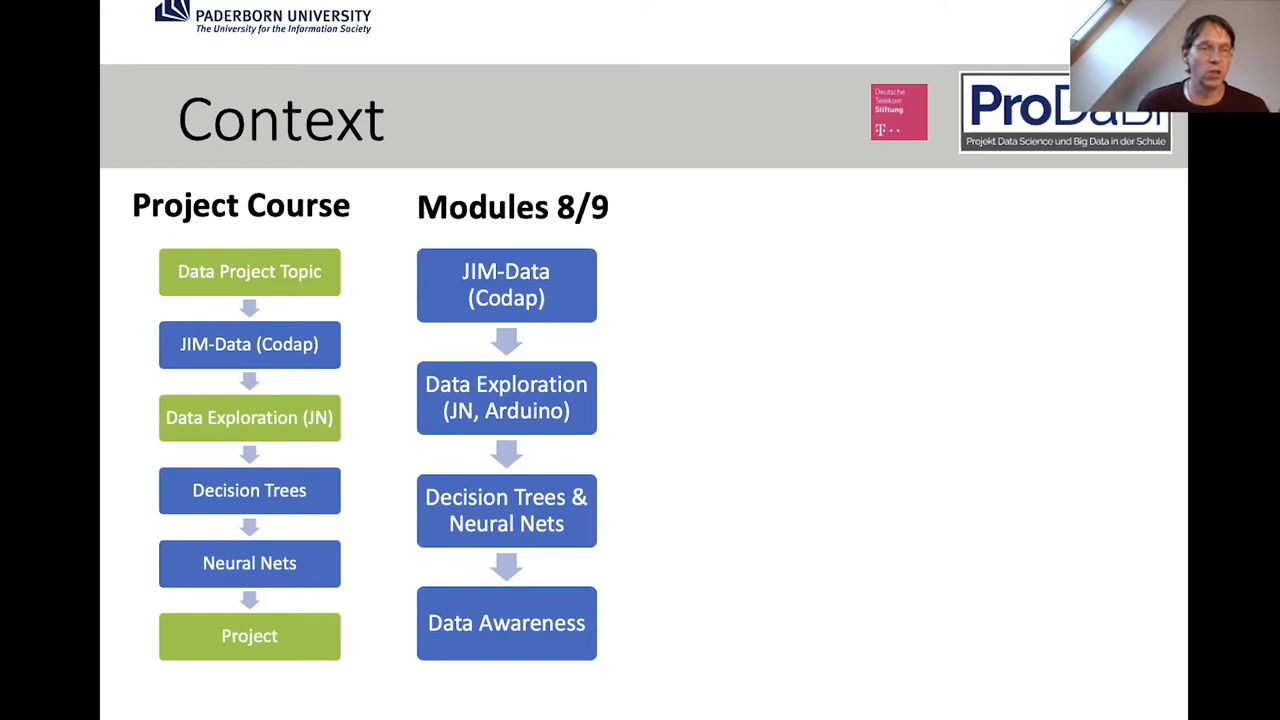 PADERBORN UNIVERSITY
The University for the Information Society
Context
Deutsche
Telekom
Stiftung
T
Projekt Data Science und Big Data in der Schule
Project Course
Data Project Topic
JIM-Data (Codap)
Data Exploration (JN)
Decision Trees
Neural Nets
Project
Modules 8/9
JIM-Data
(Codap)
Data Exploration
(JN, Arduino)
Decision Trees &
Neural Nets
Data Awareness